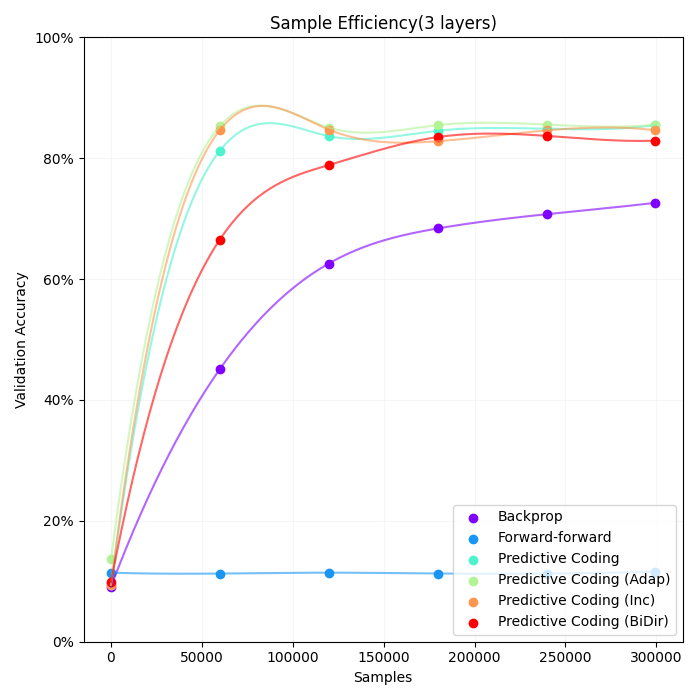 Sample Efficiency(3 layers)
100%
80%
60%
40%
20%
0%
Validation Accuracy
0
50000
100000
150000
200000
250000
300000
Samples
Backprop
Forward-forward
Predictive Coding
Predictive Coding (Adap)
Predictive Coding (Inc)
Predictive Coding (BiDir)